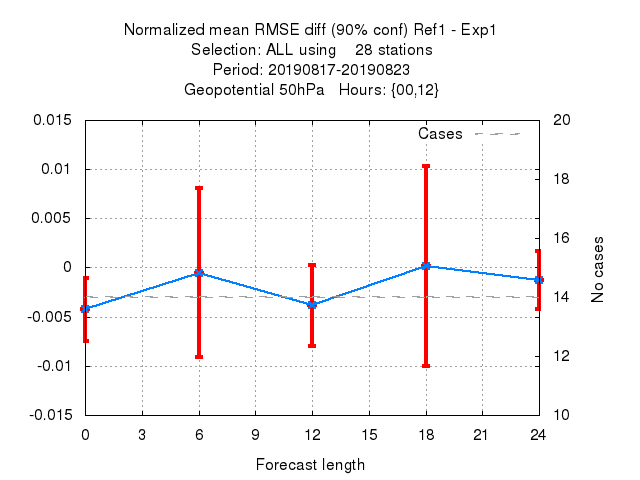 Normalized mean RMSE diff (90% conf) Ref1 - Exp1
Selection: ALL using    28 stations
Period: 20190817-20190823
Geopotential 50hPa   Hours: {00,12}
Cases
0.015
0.01
0.005
0
-0.005
-0.01
-0.015
20
18
16
14
12
10
No cases
0 3 6 9 12 15 18 21 24
Forecast length